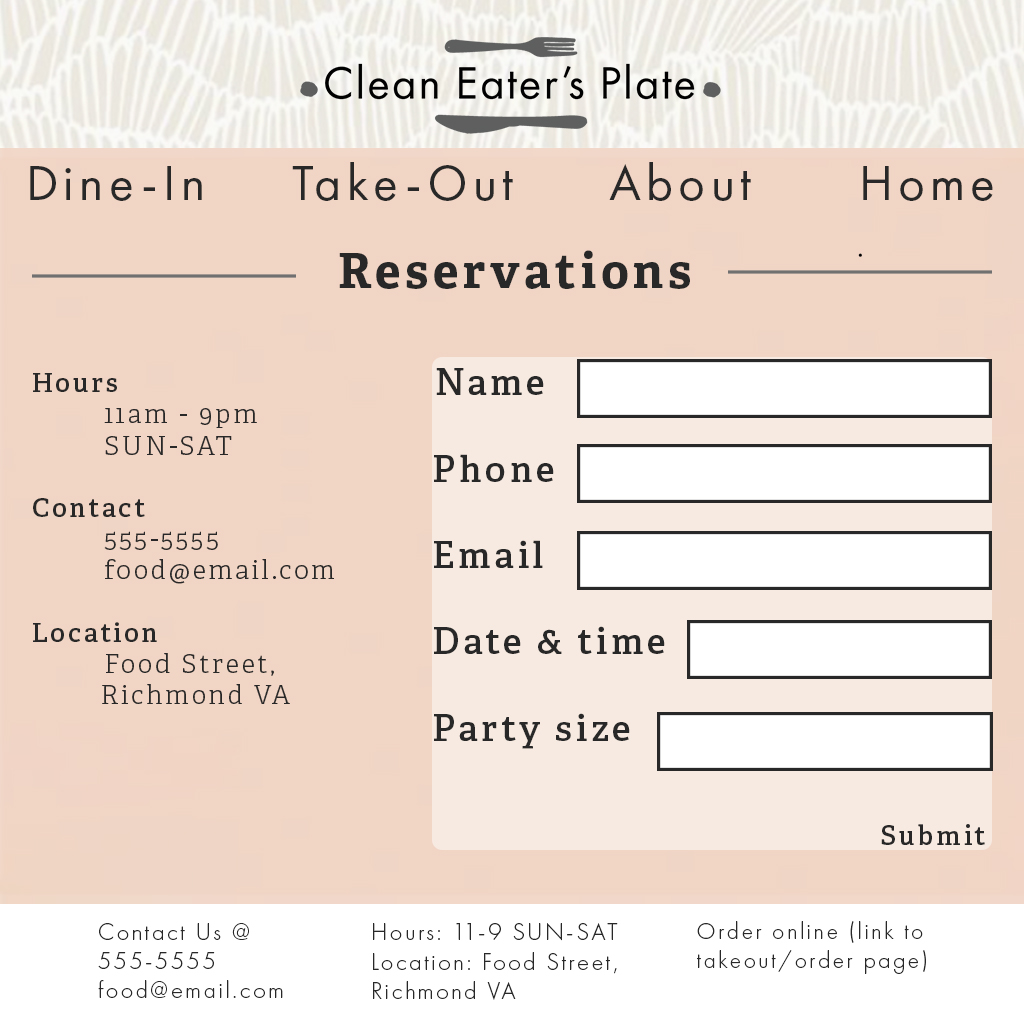 Clean Eater's Plate
Dine-In Take-Out About Home
Reservations
Hours
11am - 9pm
SUN-SAT
Contact
555-5555
food@email.com
Location
Food Street,
Richmond VA
Name
Phone
Email
Date & time
Party size
Submit
Contact Us @
555-5555
food@email.com
Hours: 11-9 SUN-SAT
Location: Food Street,
Richmond VA
Order online (link to
takeout/order page)